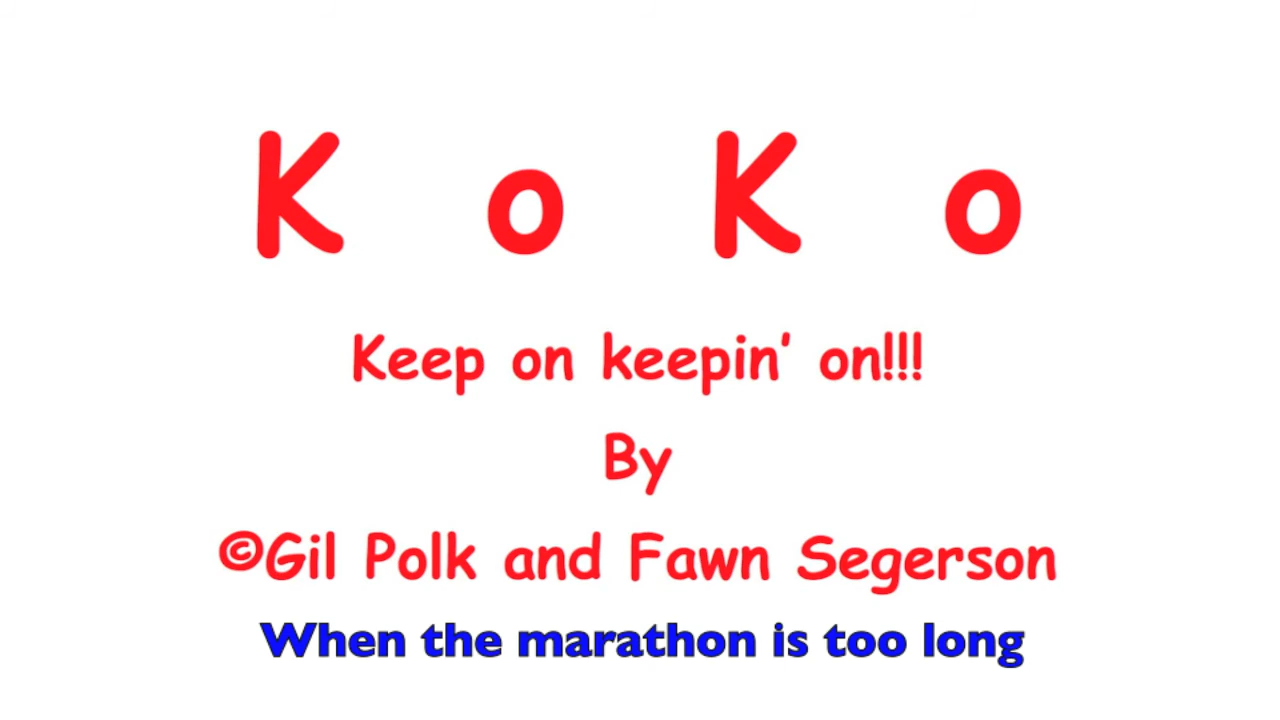 K o K o
Keep on keepin’ on!!!
By
©Gil Polk and Fawn Segerson
When the marathon is too long